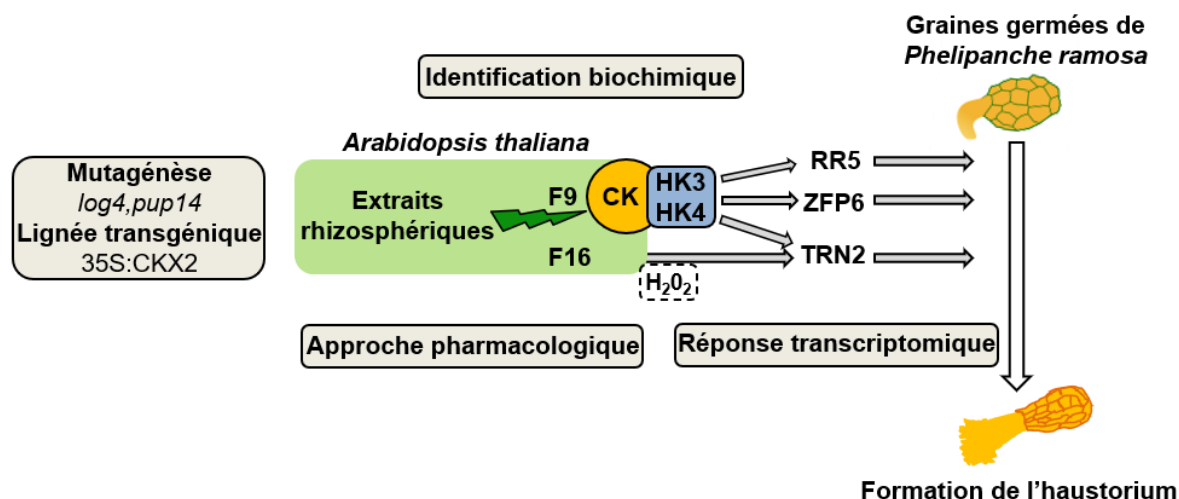 Graines germées de
Phelipanche ramosa
Identification biochimique
Arabidopsis thaliana
Mutagénèse
log4,pup14
Lignée transgénique
35S:CKX2
Extraits
rhizosphériques
F9
F16
CK
HK3
HK4
H₂0₂
RR5
ZFP6
TRN2
Approche pharmacologique
Réponse transcriptomique
Formation de l'haustorium